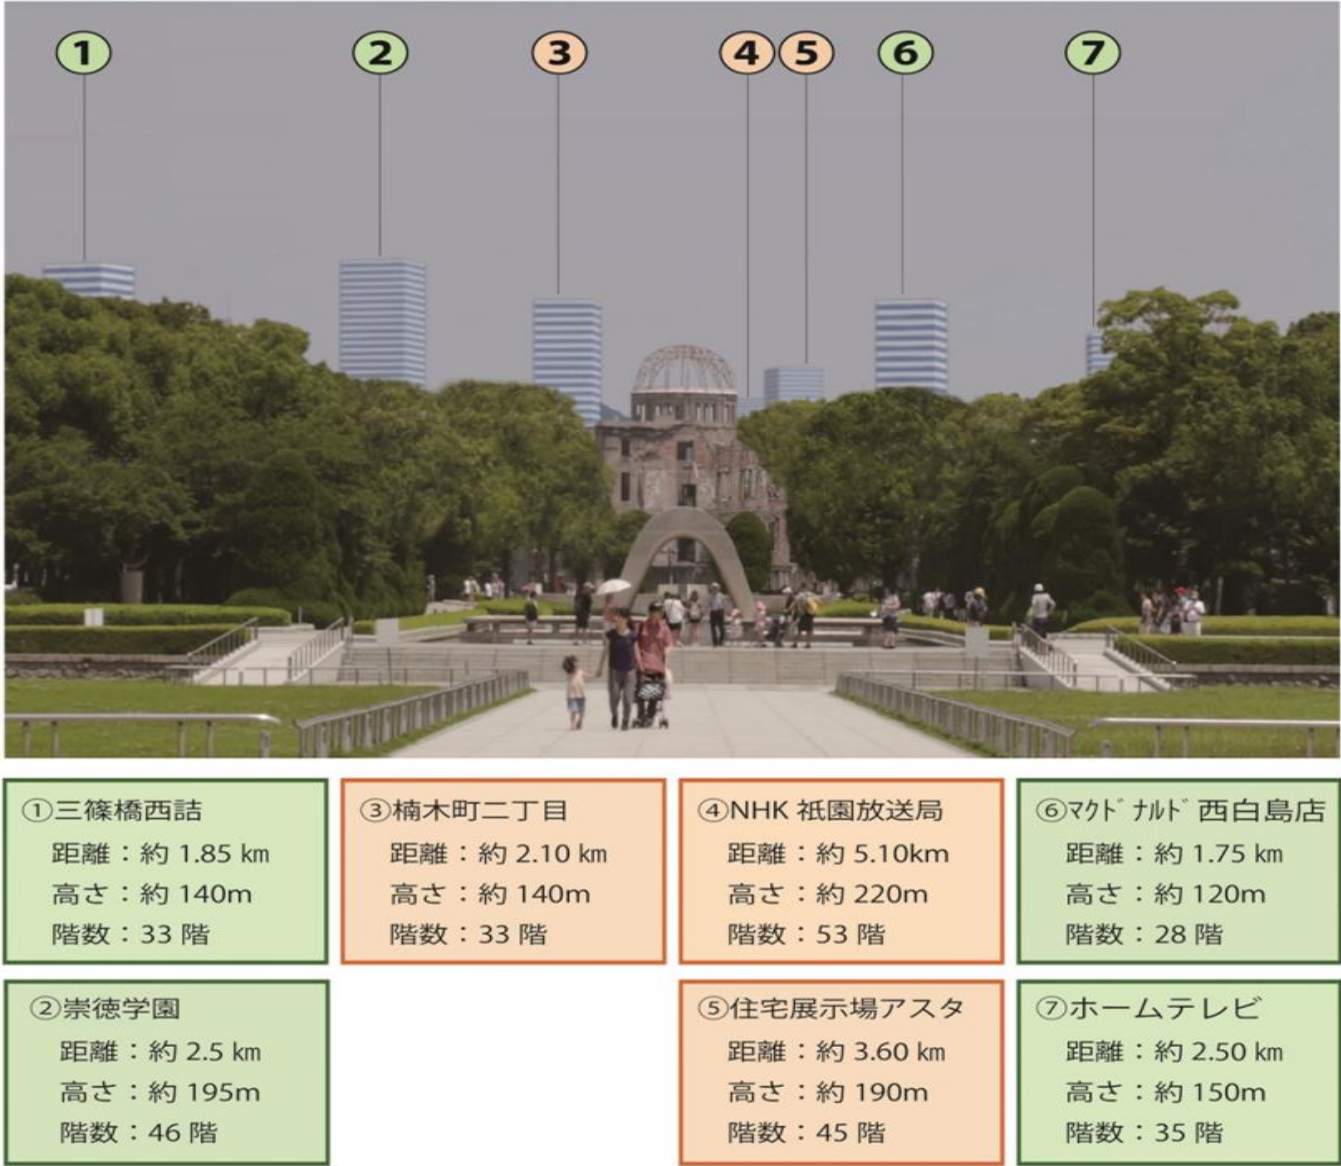 ① ② ③ ④ ⑤ ⑥ ⑦
①三篠橋西詰
距離：約 1.85 ㎞
高さ：約 140m
階数：33 階
③楠木町二丁目
距離：約 2.10 ㎞
高さ：約 140m
階数：33 階
④NHK 祇園放送局
距離：約 5.10km
高さ：約 220m
階数：53 階
⑥ﾏｸﾄﾞﾅﾙﾄﾞ西白島店
距離：約 1.75 ㎞
高さ：約 120m
階数：28 階
②崇徳学園
距離：約 2.5 ㎞
高さ：約 195m
階数：46 階
⑤住宅展示場アスタ
距離：約 3.60 ㎞
高さ：約 190m
階数：45 階
⑦ホームテレビ
距離：約 2.50 ㎞
高さ：約 150m
階数：35 階